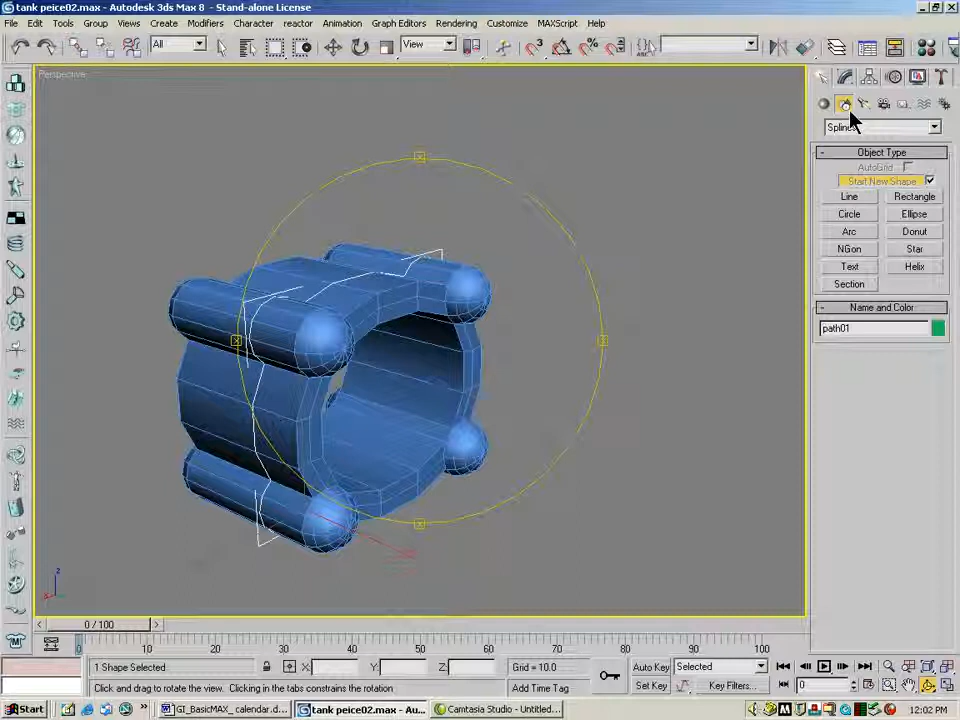 tank peice02.max - Autodesk 3ds Max 8 - Stand-alone License
File Edit Tools Group Views Create Modifiers Character reactor Animation Graph Editors Rendering Customize MAXScript Help
All View
Perspective
Splines
- Object Type
AutoGrid
Start New Shape
Line Rectangle
Circle Ellipse
Arc Donut
NGon Star
Text Helix
Section
- Name and Color
path01
z
x
0 / 100
0 10 20 30 40 50 60 70 80 90 100
1 Shape Selected X: Y: Z: Grid = 10.0 Auto Key Selected
Click and drag to rotate the view. Clicking in the tabs constrains the rotation Add Time Tag Set Key Key Filters... 0
Start GI_BasicMAX_ calendar.d... tank peice02.max - Au... Camtasia Studio - Untitled... 12:02 PM